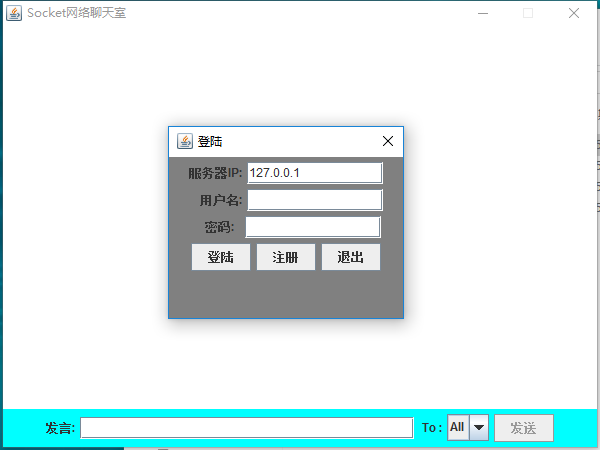 Socket网络聊天室
登陆
服务器IP: 127.0.0.1
用户名:
密码:
登陆 注册 退出
发言: To : All 发送